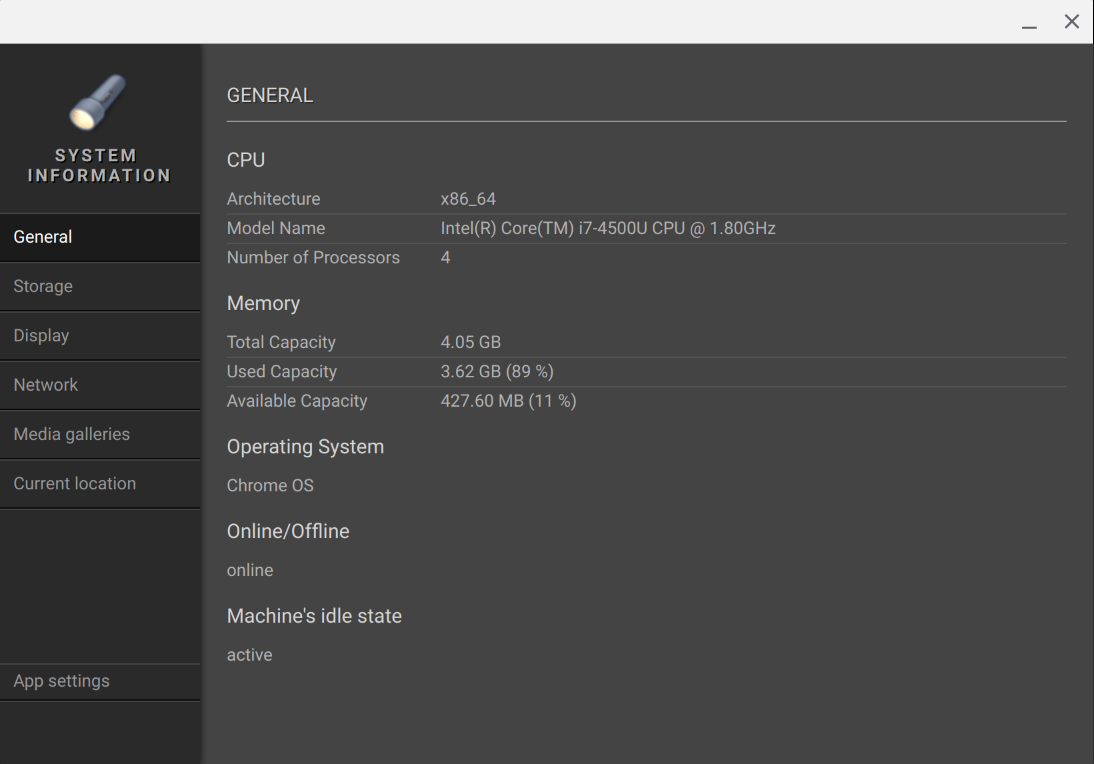 SYSTEM
INFORMATION
General
Storage
Display
Network
Media galleries
Current location
App settings
GENERAL
CPU
Architecture x86_64
Model Name Intel(R) Core(TM) i7-4500U CPU @ 1.80GHz
Number of Processors 4
Memory
Total Capacity 4.05 GB
Used Capacity 3.62 GB (89 %)
Available Capacity 427.60 MB (11 %)
Operating System
Chrome OS
Online/Offline
online
Machine's idle state
active